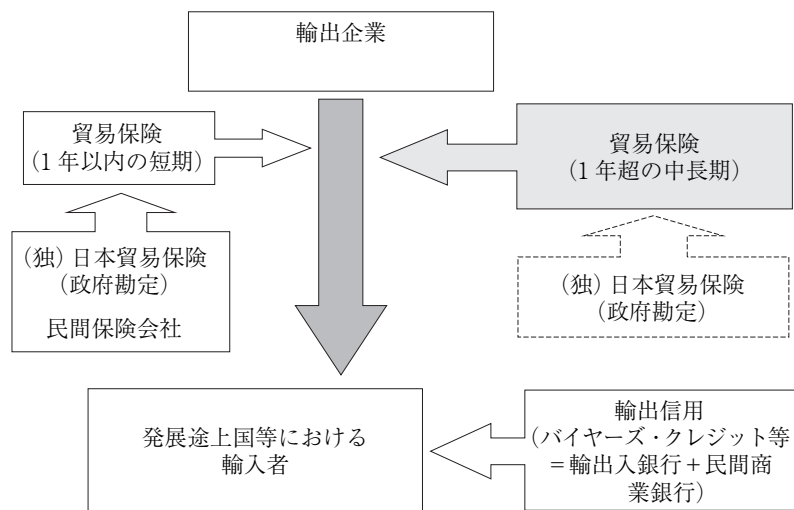 輸出企業
貿易保険
（1 年以内の短期）
貿易保険
（1 年超の中長期）
（独）日本貿易保険
（政府勘定）
民間保険会社
（独）日本貿易保険
（政府勘定）
発展途上国等における
輸入者
輸出信用
（バイヤーズ・クレジット等
＝輸出入銀行＋民間商
業銀行）